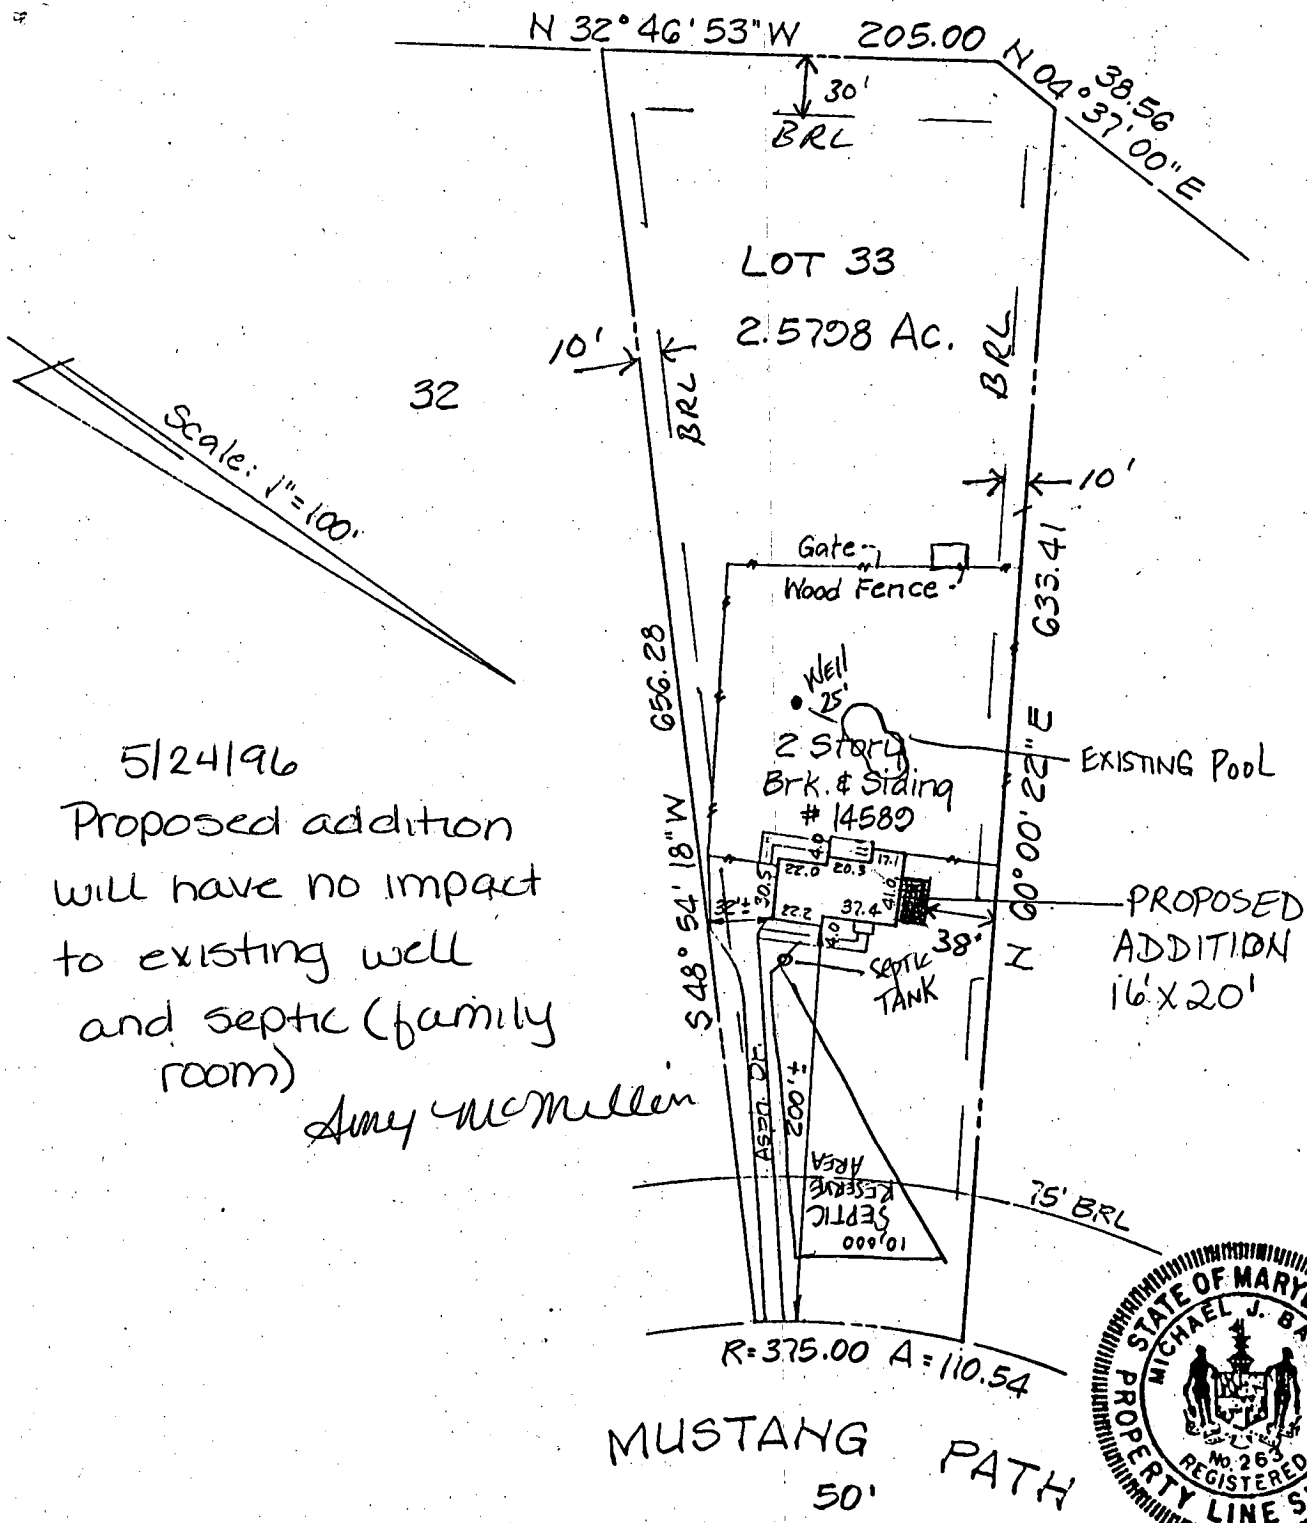 N 32° 46' 53" W 205.00
N 04° 37' 00" E
38.56
30'
BRL
LOT 33
2.5798 Ac.
10'
BRL
BRL
32
Scale: 1"=100'
10'
Gate
Wood Fence
633.41
656.28
Well
25'
2 Story
Brk. & Siding
# 14589
EXISTING POOL
5/24/96
Proposed addition
will have no impact
to existing well
and septic (family
room)
Amy McMillen
S 48° 54' 18" W
N 60° 00' 22" E
4.0
11.1
17.1
22.0
20.3
30.5
41.0
32'±
22.2
37.4
4.0
38'
PROPOSED
ADDITION
16' X 20'
SEPTIC
TANK
Asph. Dr.
200'±
10,000
SEPTIC
RESERVE
AREA
75' BRL
R=375.00 A=110.54
MUSTANG PATH
50'
STATE OF MARY
MICHAEL J. BA
No. 263
REGISTERED
PROPERTY LINE S